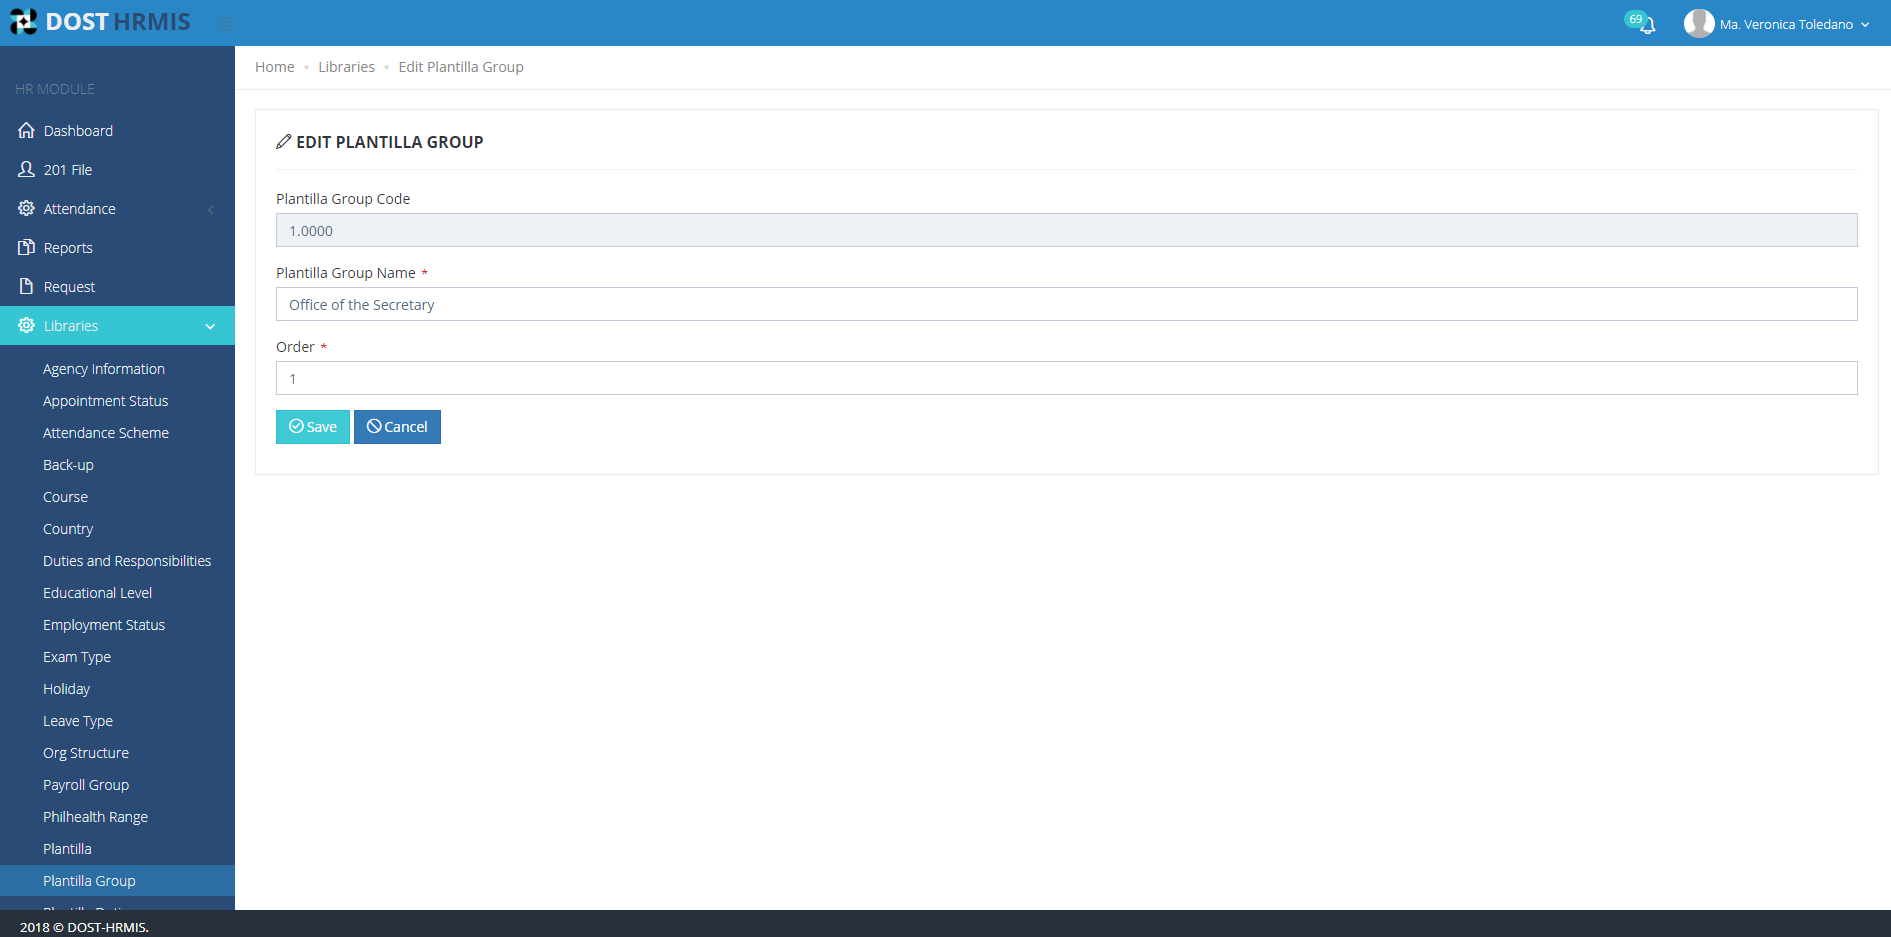 DOST HRMIS
69
Ma. Veronica Toledano
HR MODULE
Dashboard
201 File
Attendance
Reports
Request
Libraries
Agency Information
Appointment Status
Attendance Scheme
Back-up
Course
Country
Duties and Responsibilities
Educational Level
Employment Status
Exam Type
Holiday
Leave Type
Org Structure
Payroll Group
Philhealth Range
Plantilla
Plantilla Group
Home • Libraries • Edit Plantilla Group
EDIT PLANTILLA GROUP
Plantilla Group Code
1.0000
Plantilla Group Name *
Office of the Secretary
Order *
1
Save Cancel
2018 © DOST-HRMIS.